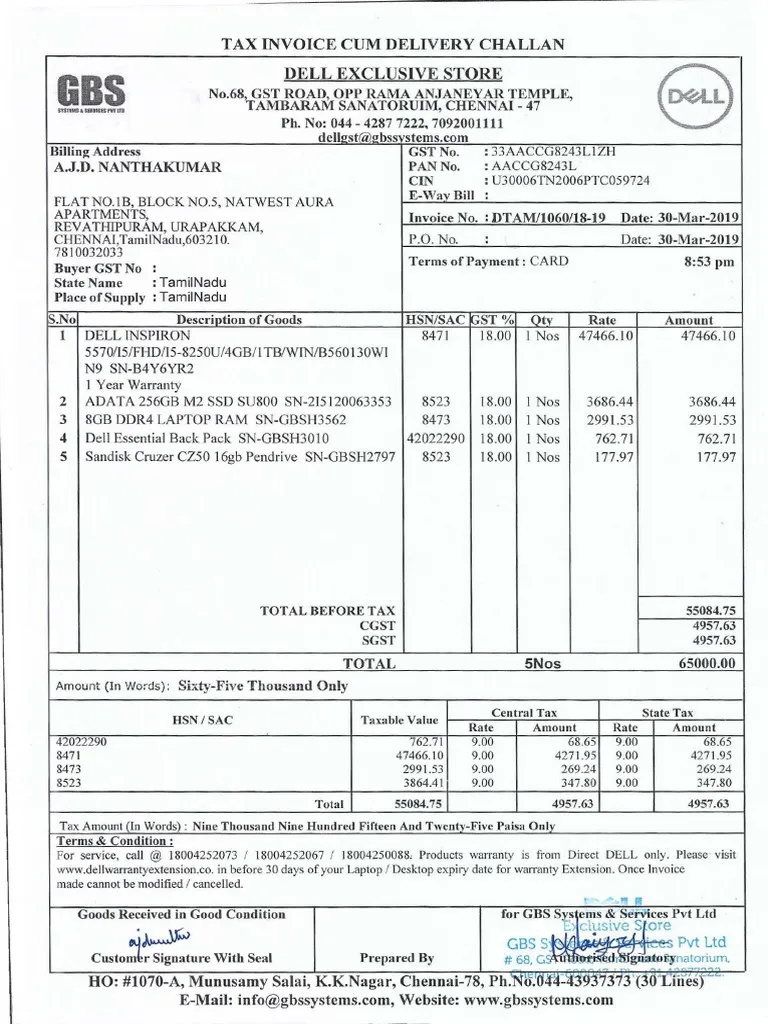 TAX INVOICE CUM DELIVERY CHALLAN
GBS
SYSTEMS & SERVICES PVT LTD
DELL EXCLUSIVE STORE
No.68, GST ROAD, OPP RAMA ANJANEYAR TEMPLE,
TAMBARAM SANATORUIM, CHENNAI - 47
Ph. No: 044 - 4287 7222, 7092001111
dellgst@gbssystems.com
DELL
Billing Address
A.J.D. NANTHAKUMAR
FLAT NO.1B, BLOCK NO.5, NATWEST AURA
APARTMENTS,
REVATHIPURAM, URAPAKKAM,
CHENNAI,TamilNadu,603210.
7810032033
Buyer GST No :
State Name : TamilNadu
Place of Supply : TamilNadu
GST No. : 33AACCG8243L1ZH
PAN No. : AACCG8243L
CIN : U30006TN2006PTC059724
E-Way Bill :
Invoice No. : DTAM/1060/18-19 Date: 30-Mar-2019
P.O. No. : Date: 30-Mar-2019
Terms of Payment : CARD 8:53 pm
S.No Description of Goods HSN/SAC GST % Qty Rate Amount
1 DELL INSPIRON 8471 18.00 1 Nos 47466.10 47466.10
5570/I5/FHD/I5-8250U/4GB/1TB/WIN/B560130WI
N9 SN-B4Y6YR2
1 Year Warranty
2 ADATA 256GB M2 SSD SU800 SN-2I5120063353 8523 18.00 1 Nos 3686.44 3686.44
3 8GB DDR4 LAPTOP RAM SN-GBSH3562 8473 18.00 1 Nos 2991.53 2991.53
4 Dell Essential Back Pack SN-GBSH3010 42022290 18.00 1 Nos 762.71 762.71
5 Sandisk Cruzer CZ50 16gb Pendrive SN-GBSH2797 8523 18.00 1 Nos 177.97 177.97
TOTAL BEFORE TAX 55084.75
CGST 4957.63
SGST 4957.63
TOTAL 5Nos 65000.00
Amount (In Words): Sixty-Five Thousand Only
HSN / SAC Taxable Value Central Tax State Tax
Rate Amount Rate Amount
42022290 762.71 9.00 68.65 9.00 68.65
8471 47466.10 9.00 4271.95 9.00 4271.95
8473 2991.53 9.00 269.24 9.00 269.24
8523 3864.41 9.00 347.80 9.00 347.80
Total 55084.75 4957.63 4957.63
Tax Amount (In Words) : Nine Thousand Nine Hundred Fifteen And Twenty-Five Paisa Only
Terms & Condition :
For service, call @ 18004252073 / 18004252067 / 18004250088. Products warranty is from Direct DELL only. Please visit
www.dellwarrantyextension.co. in before 30 days of your Laptop / Desktop expiry date for warranty Extension. Once Invoice
made cannot be modified / cancelled.
Goods Received in Good Condition
Customer Signature With Seal
Prepared By
for GBS Systems & Services Pvt Ltd
Exclusive Store
GBS Pvt Ltd
# 68,
Authorised Signatory
HO: #1070-A, Munusamy Salai, K.K.Nagar, Chennai-78, Ph.No.044-43937373 (30 Lines)
E-Mail: info@gbssystems.com, Website: www.gbssystems.com